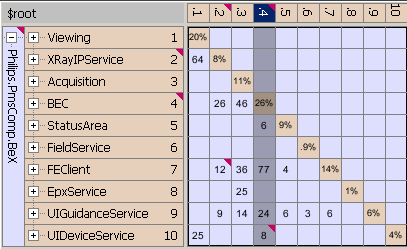 $root 1 2 3 4 5 6 7 8 9 10
Philips.PmsComp.BeX
Viewing 1 20%
XRayIPService 2 64 8%
Acquisition 3 11%
BEC 4 26 46 26%
StatusArea 5 6 9%
FieldService 6 .9%
FEClient 7 12 36 77 4 14%
EpxService 8 25 1%
UIGuidanceService 9 9 14 24 6 3 6 6%
UIDeviceService 10 25 8 4%